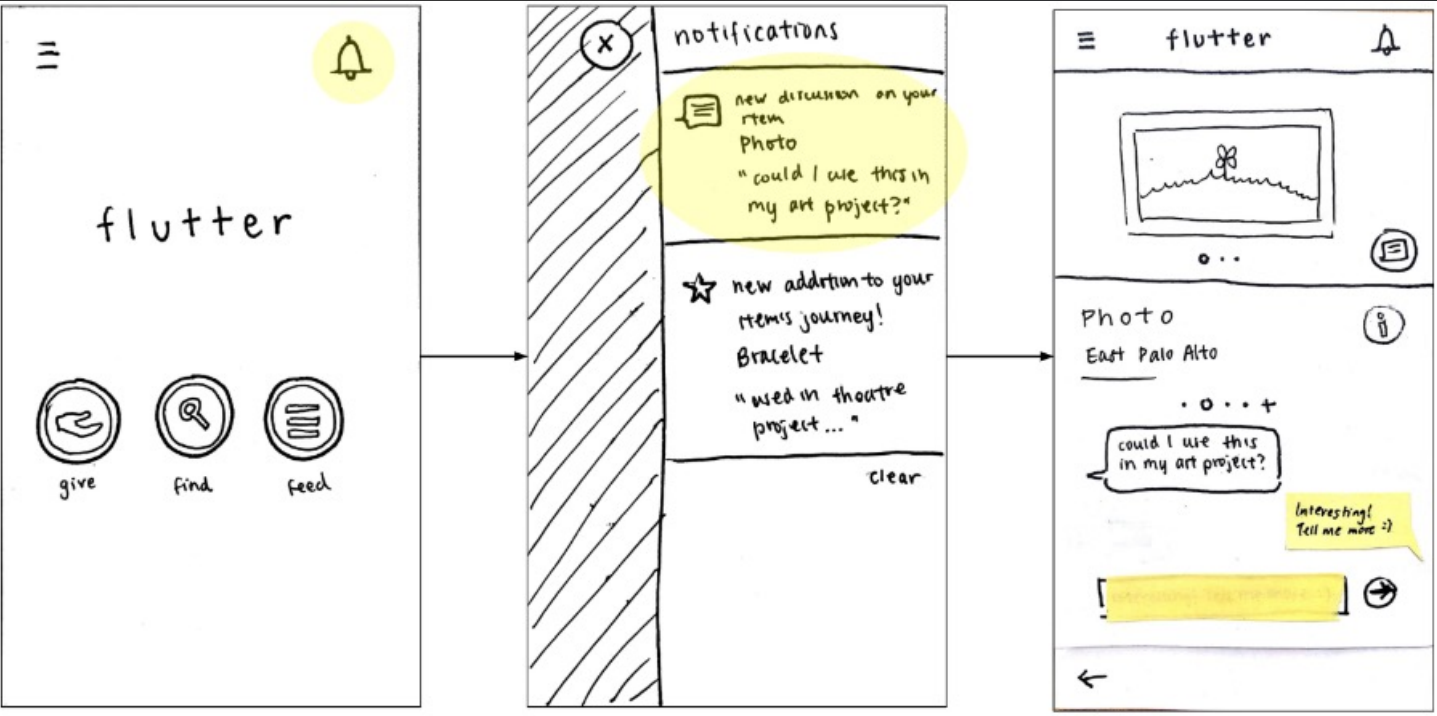 flutter
give
find
feed
notifications
new discussion on your
item
Photo
"could I use this in
my art project?"
new addition to your
item's journey!
Bracelet
"used in theatre
project..."
clear
flutter
Photo
East Palo Alto
could I use this
in my art project?
Interesting!
Tell me more :)